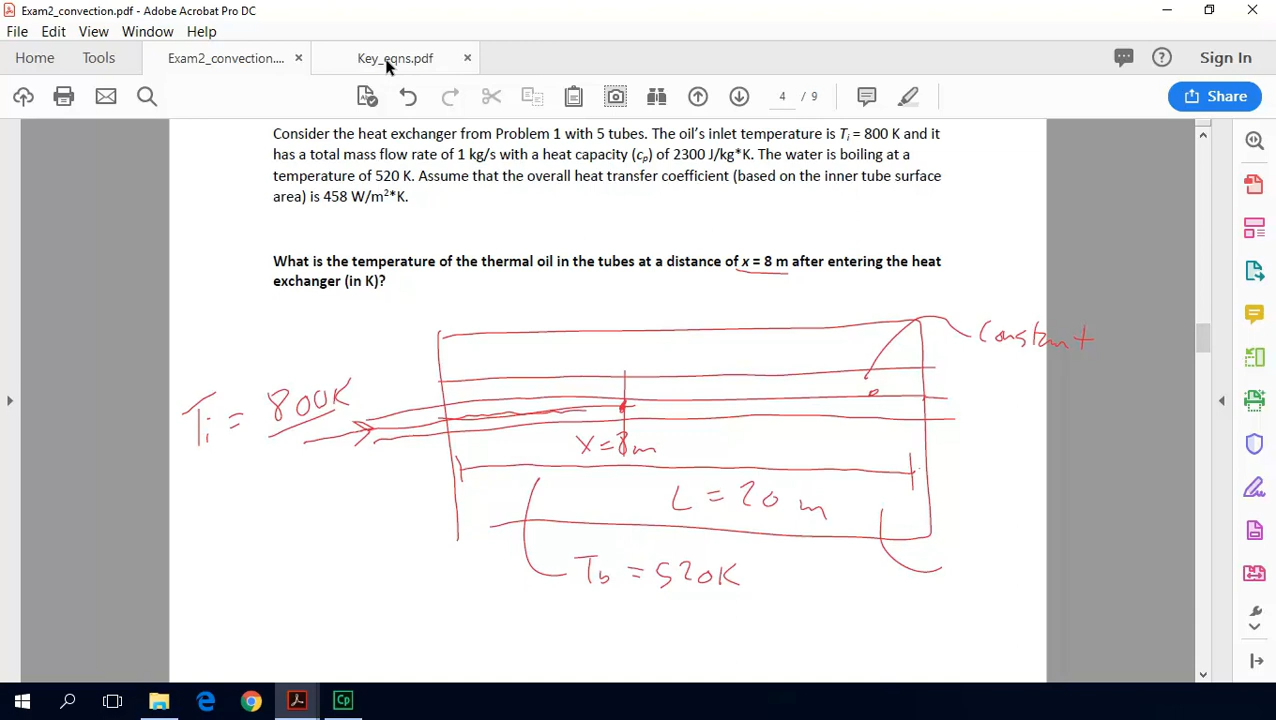 Exam2_convection.pdf - Adobe Acrobat Pro DC
File Edit View Window Help
Home Tools Exam2_convection.... × Key_eqns.pdf × Sign In
4 / 9 Share
Consider the heat exchanger from Problem 1 with 5 tubes. The oil's inlet temperature is Ti = 800 K and it
has a total mass flow rate of 1 kg/s with a heat capacity (cp) of 2300 J/kg*K. The water is boiling at a
temperature of 520 K. Assume that the overall heat transfer coefficient (based on the inner tube surface
area) is 458 W/m²*K.
What is the temperature of the thermal oil in the tubes at a distance of x = 8 m after entering the heat
exchanger (in K)?
Constant
Ti = 800K
x=8m
L = 20 m
Tb = 520K
Cp